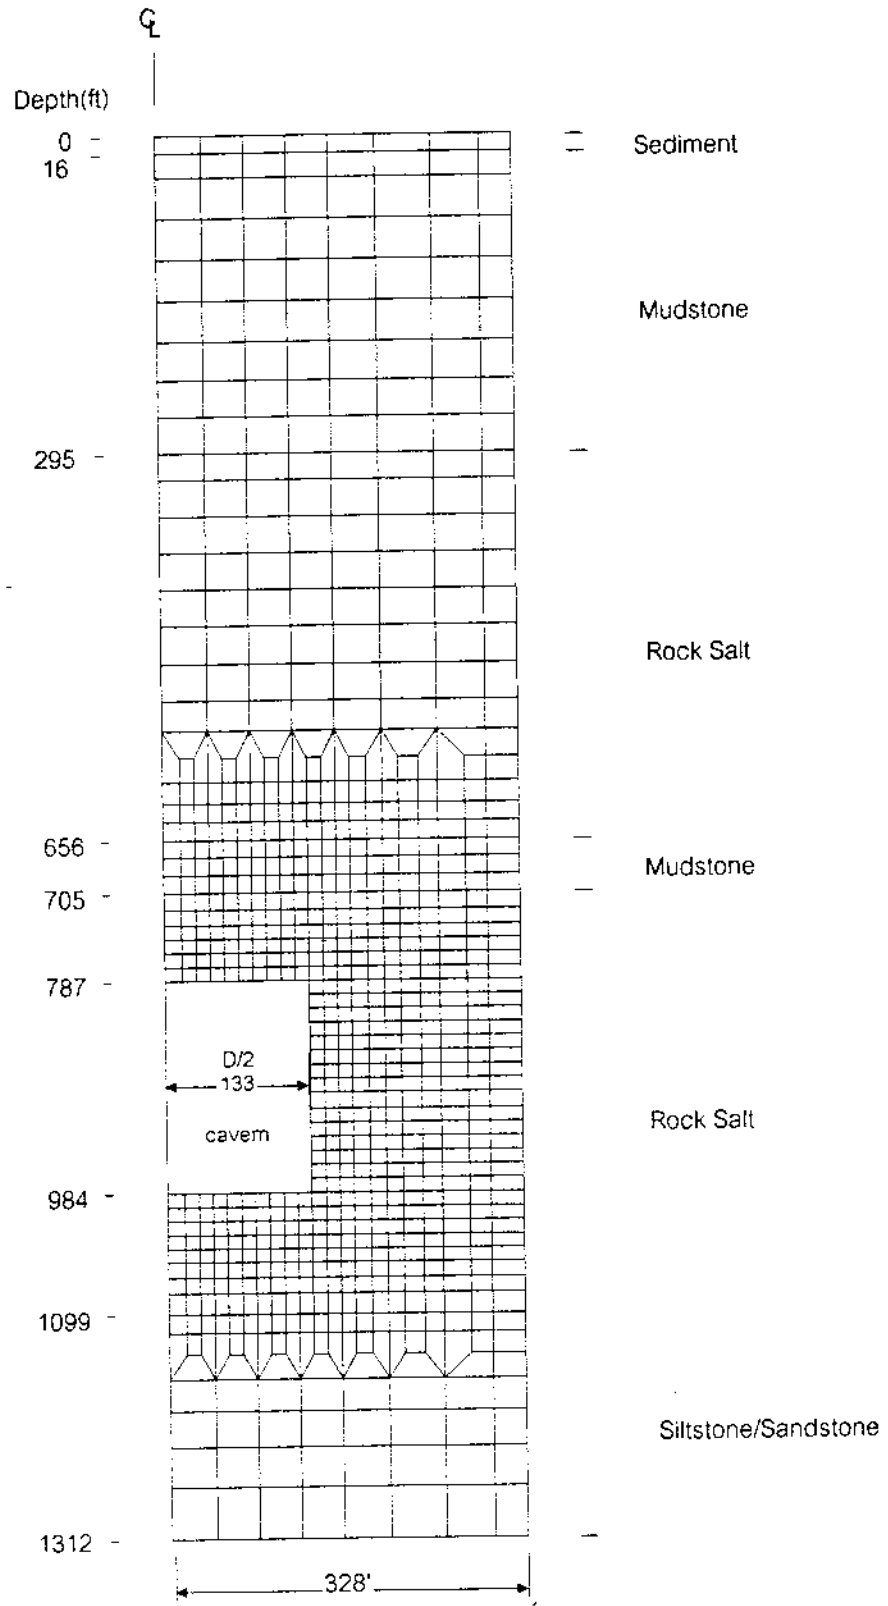 ℄
Depth(ft)
0
Sediment
16
Mudstone
295
Rock Salt
656
Mudstone
705
787
D/2
133
Rock Salt
cavern
984
1099
Siltstone/Sandstone
1312
328'